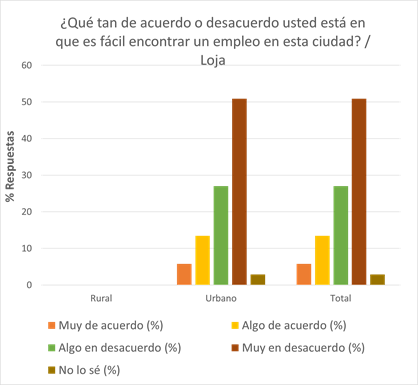 ¿Qué tan de acuerdo o desacuerdo usted está en
que es fácil encontrar un empleo en esta ciudad? /
Loja
% Respuestas
60
50
40
30
20
10
0
Rural Urbano Total
Muy de acuerdo (%) Algo de acuerdo (%)
Algo en desacuerdo (%) Muy en desacuerdo (%)
No lo sé (%)